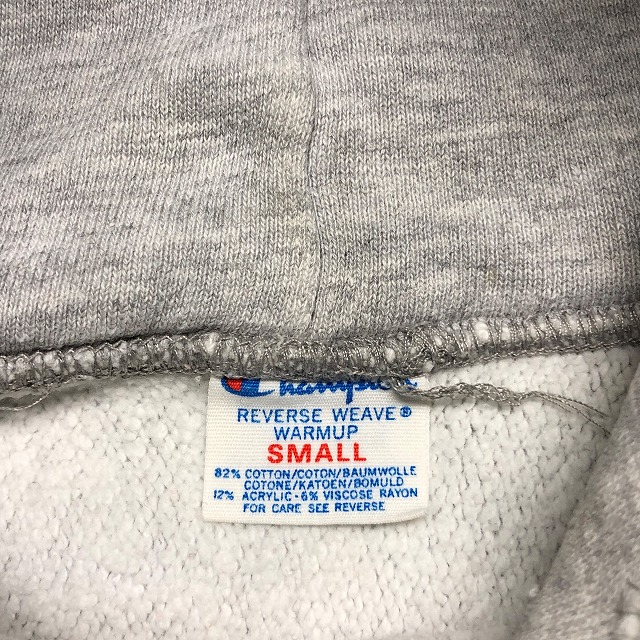 Champion
REVERSE WEAVE®
WARMUP
SMALL
82% COTTON/COTON/BAUMWOLLE
COTONE/KATOEN/BOMULD
12% ACRYLIC·6% VISCOSE RAYON
FOR CARE SEE REVERSE